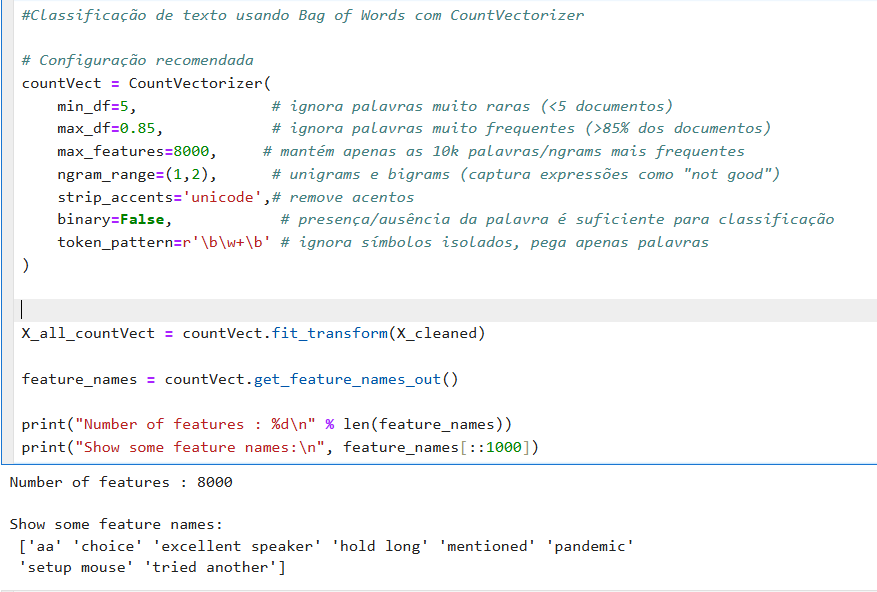 #Classificação de texto usando Bag of Words com CountVectorizer
# Configuração recomendada
countVect = CountVectorizer(
    min_df=5,               # ignora palavras muito raras (<5 documentos)
    max_df=0.85,            # ignora palavras muito frequentes (>85% dos documentos)
    max_features=8000,     # mantém apenas as 10k palavras/ngrams mais frequentes
    ngram_range=(1,2),      # unigrams e bigrams (captura expressões como "not good")
    strip_accents='unicode',# remove acentos
    binary=False,            # presença/ausência da palavra é suficiente para classificação
    token_pattern=r'\b\w+\b' # ignora símbolos isolados, pega apenas palavras
)
X_all_countVect = countVect.fit_transform(X_cleaned)
feature_names = countVect.get_feature_names_out()
print("Number of features : %d\n" % len(feature_names))
print("Show some feature names:\n", feature_names[::1000])
Number of features : 8000
Show some feature names:
 ['aa' 'choice' 'excellent speaker' 'hold long' 'mentioned' 'pandemic'
 'setup mouse' 'tried another']